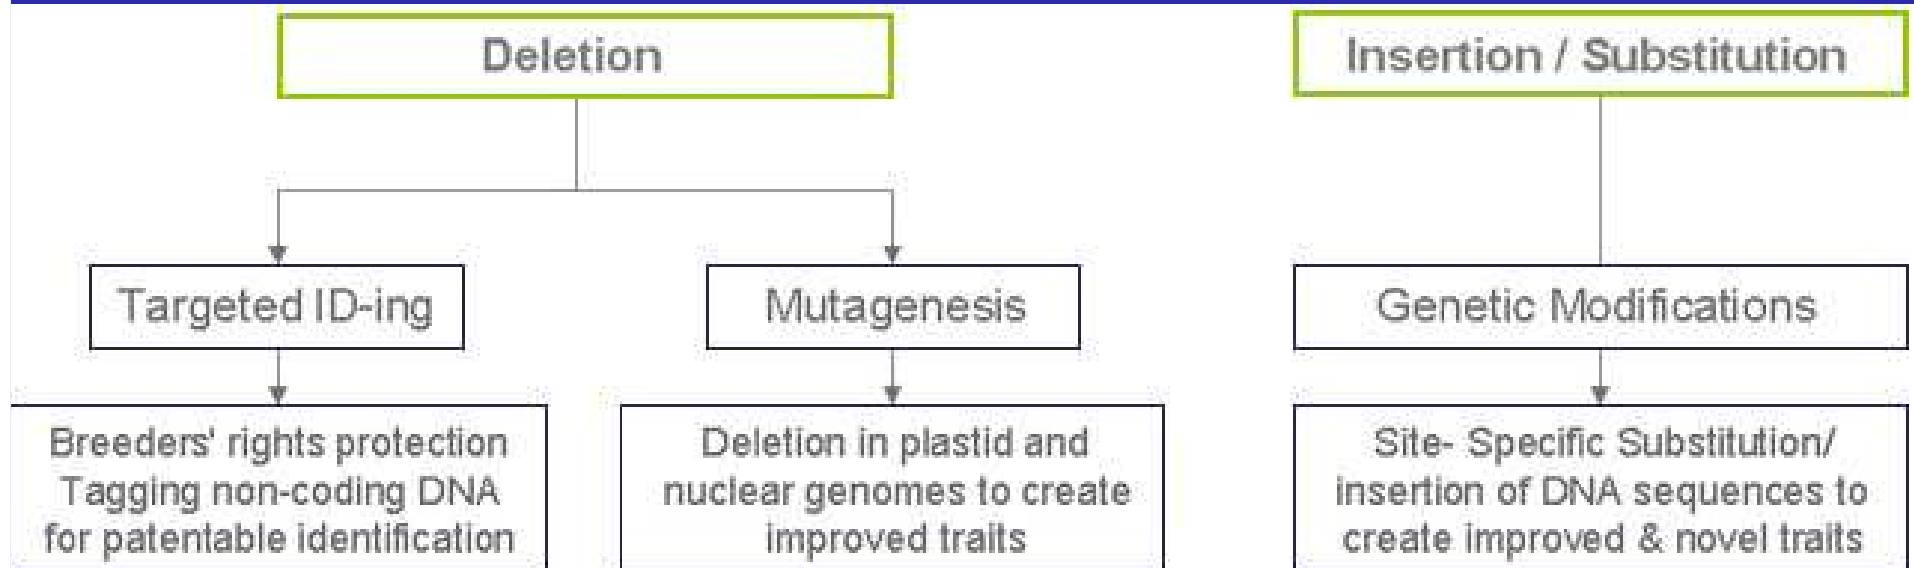 Deletion
Insertion / Substitution
Targeted ID-ing
Mutagenesis
Genetic Modifications
Breeders' rights protection
Tagging non-coding DNA
for patentable identification
Deletion in plastid and
nuclear genomes to create
improved traits
Site- Specific Substitution/
insertion of DNA sequences to
create improved & novel traits